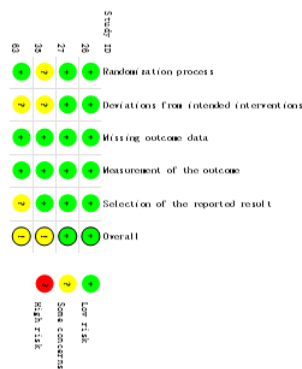 Study ID
26
27
38
63
Randomization process
Deviations from intended interventions
Missing outcome data
Measurement of the outcome
Selection of the reported result
Overall
Low risk
Some concerns
High risk